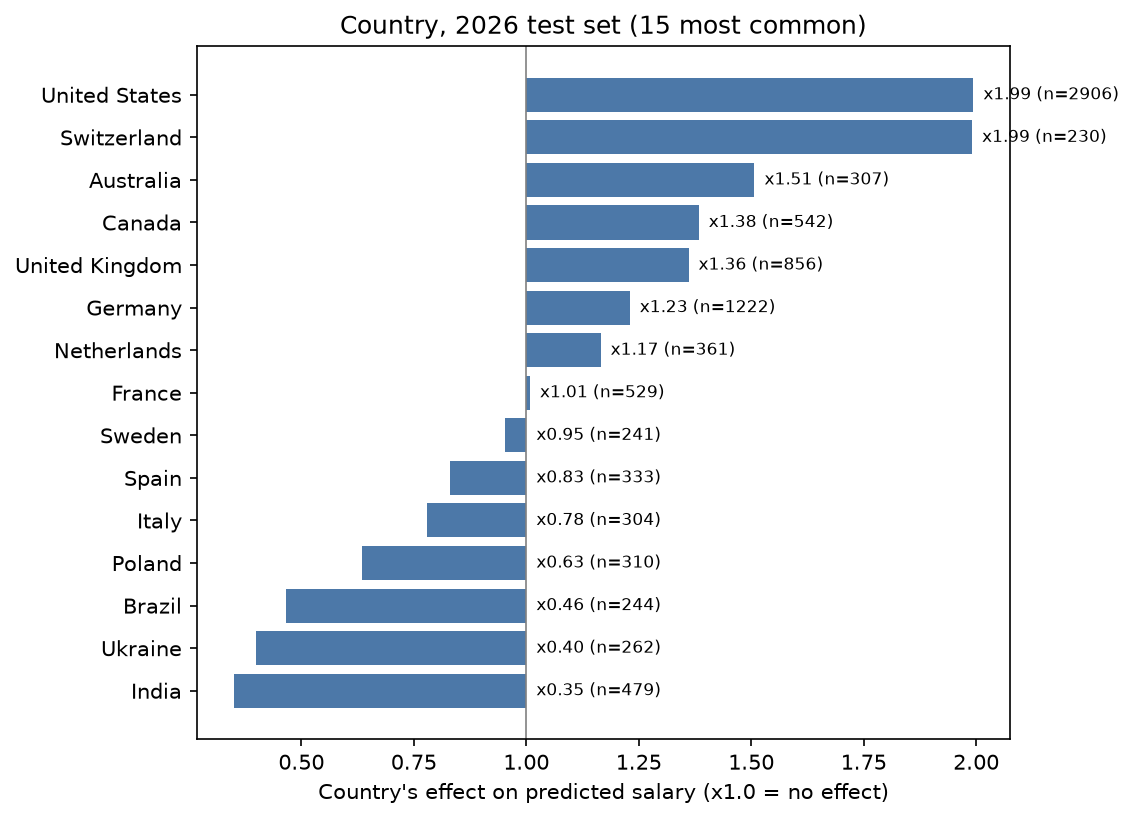 Country, 2026 test set (15 most common)
United States x1.99 (n=2906)
Switzerland x1.99 (n=230)
Australia x1.51 (n=307)
Canada x1.38 (n=542)
United Kingdom x1.36 (n=856)
Germany x1.23 (n=1222)
Netherlands x1.17 (n=361)
France x1.01 (n=529)
Sweden x0.95 (n=241)
Spain x0.83 (n=333)
Italy x0.78 (n=304)
Poland x0.63 (n=310)
Brazil x0.46 (n=244)
Ukraine x0.40 (n=262)
India x0.35 (n=479)
0.50 0.75 1.00 1.25 1.50 1.75 2.00
Country's effect on predicted salary (x1.0 = no effect)